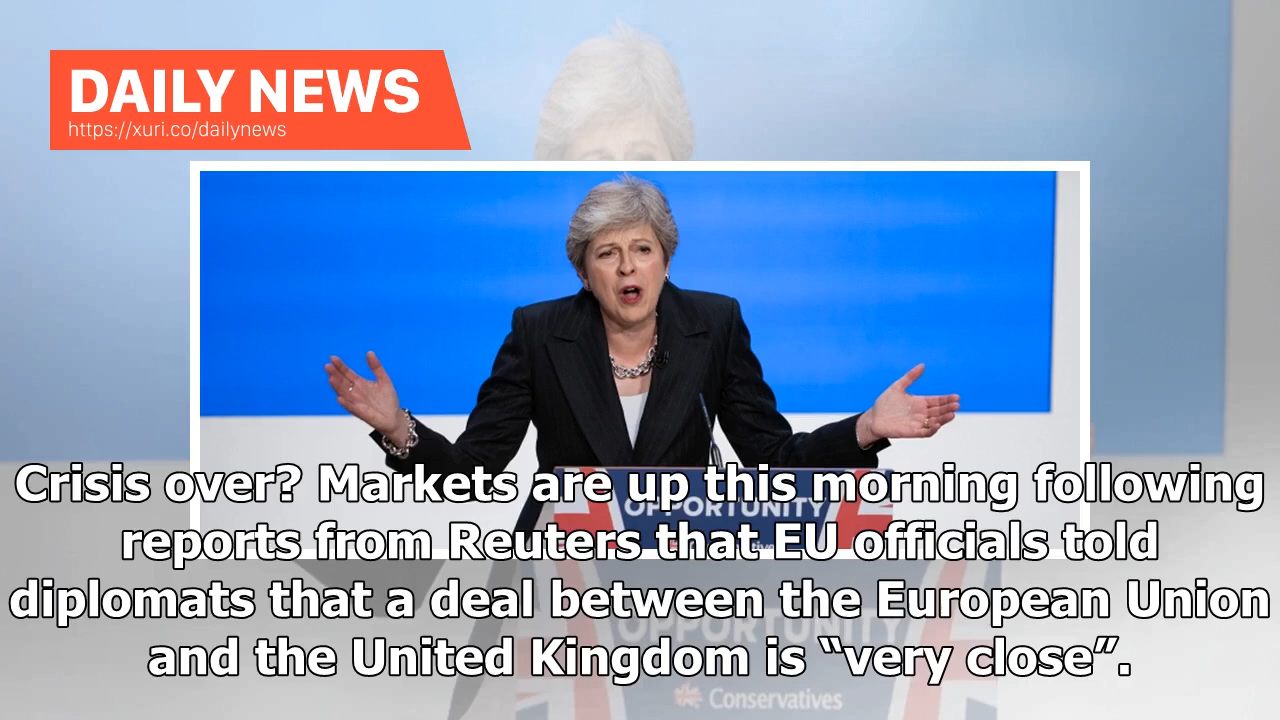 DAILY NEWS
https://xuri.co/dailynews
OPPORTUNITY
Crisis over? Markets are up this morning following
reports from Reuters that EU officials told
diplomats that a deal between the European Union
and the United Kingdom is “very close”.
OPPORTUNITY
Conservatives